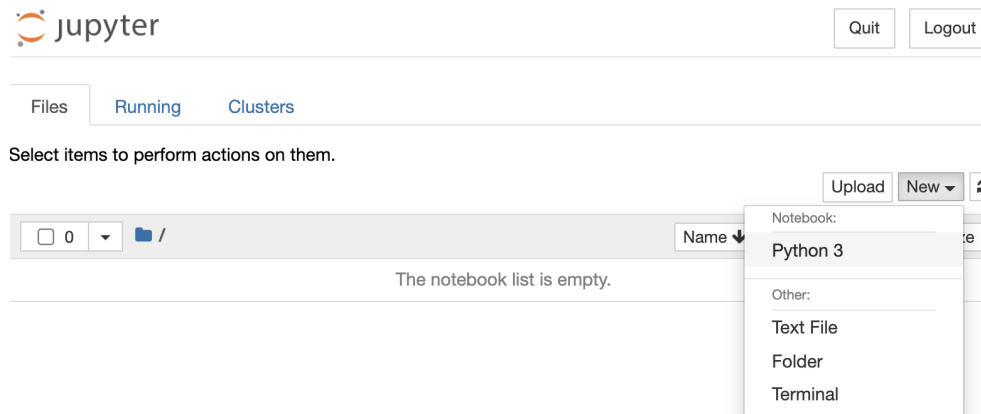 jupyter
Quit
Logout
Files
Running
Clusters
Select items to perform actions on them.
Upload
New
0
/
Name
Notebook:
Python 3
The notebook list is empty.
Other:
Text File
Folder
Terminal